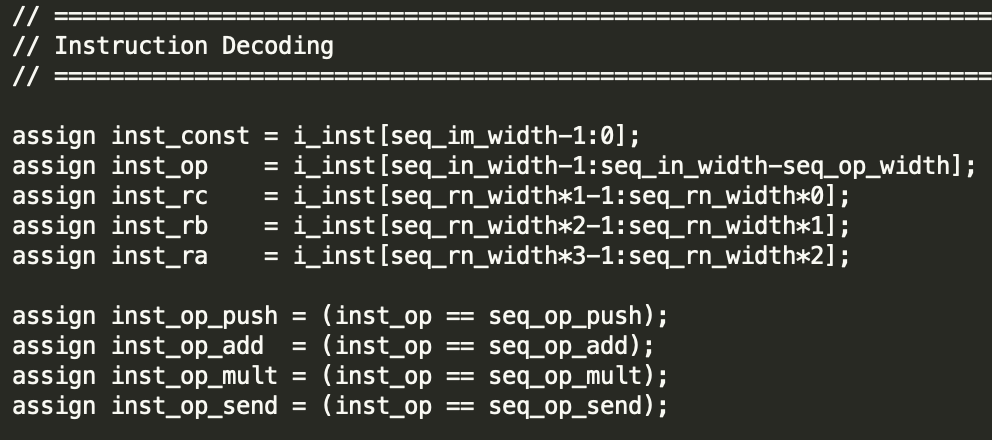 // ===================================================================
// Instruction Decoding
// ===================================================================
assign inst_const = i_inst[seq_im_width-1:0];
assign inst_op    = i_inst[seq_in_width-1:seq_in_width-seq_op_width];
assign inst_rc    = i_inst[seq_rn_width*1-1:seq_rn_width*0];
assign inst_rb    = i_inst[seq_rn_width*2-1:seq_rn_width*1];
assign inst_ra    = i_inst[seq_rn_width*3-1:seq_rn_width*2];
assign inst_op_push = (inst_op == seq_op_push);
assign inst_op_add  = (inst_op == seq_op_add);
assign inst_op_mult = (inst_op == seq_op_mult);
assign inst_op_send = (inst_op == seq_op_send);